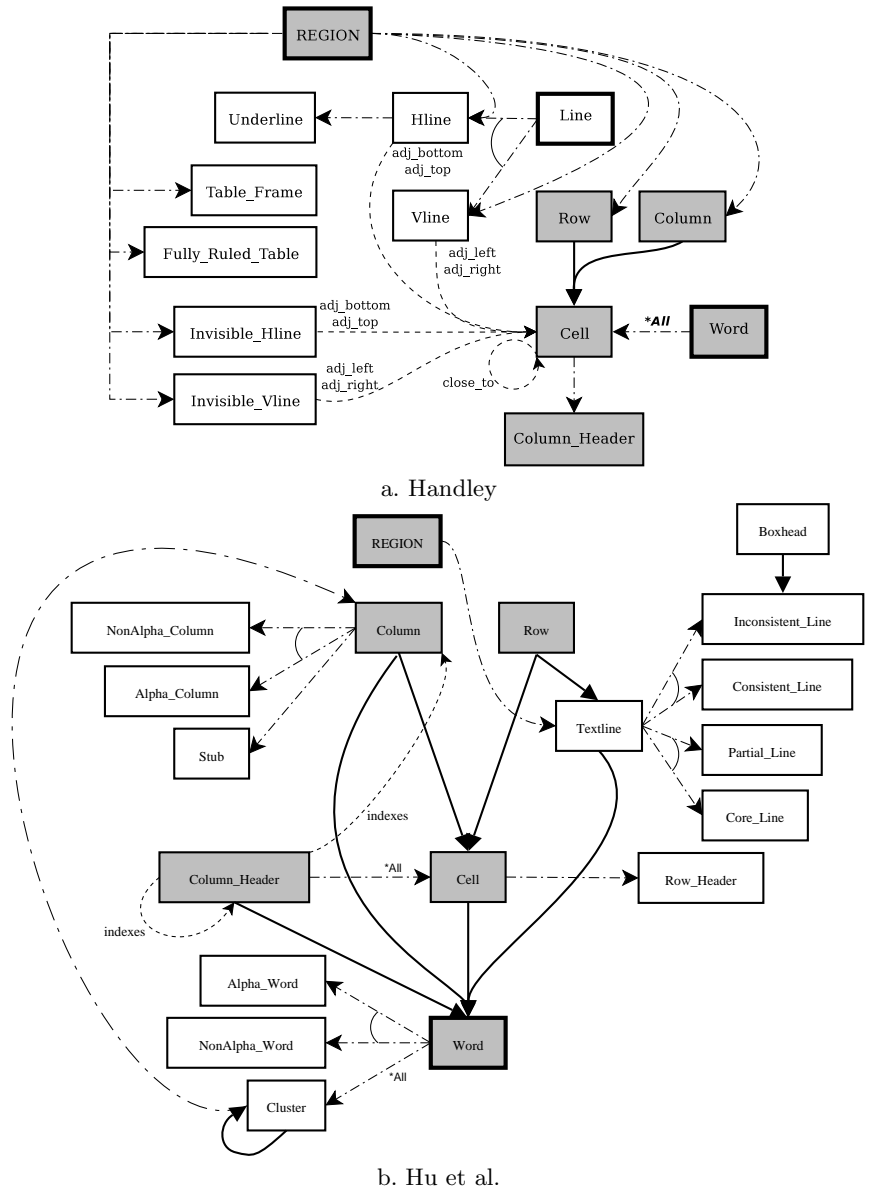 REGION
Underline
Hline
Line
adj_bottom
adj_top
Table_Frame
Vline
Row
Column
Fully_Ruled_Table
adj_left
adj_right
Invisible_Hline
adj_bottom
adj_top
Cell
*All
Word
Invisible_Vline
adj_left
adj_right
close_to
Column_Header
a. Handley
REGION
Boxhead
NonAlpha_Column
Column
Row
Inconsistent_Line
Alpha_Column
Consistent_Line
Stub
Textline
Partial_Line
Core_Line
indexes
Column_Header
*All
Cell
Row_Header
indexes
Alpha_Word
NonAlpha_Word
Word
*All
Cluster
b. Hu et al.